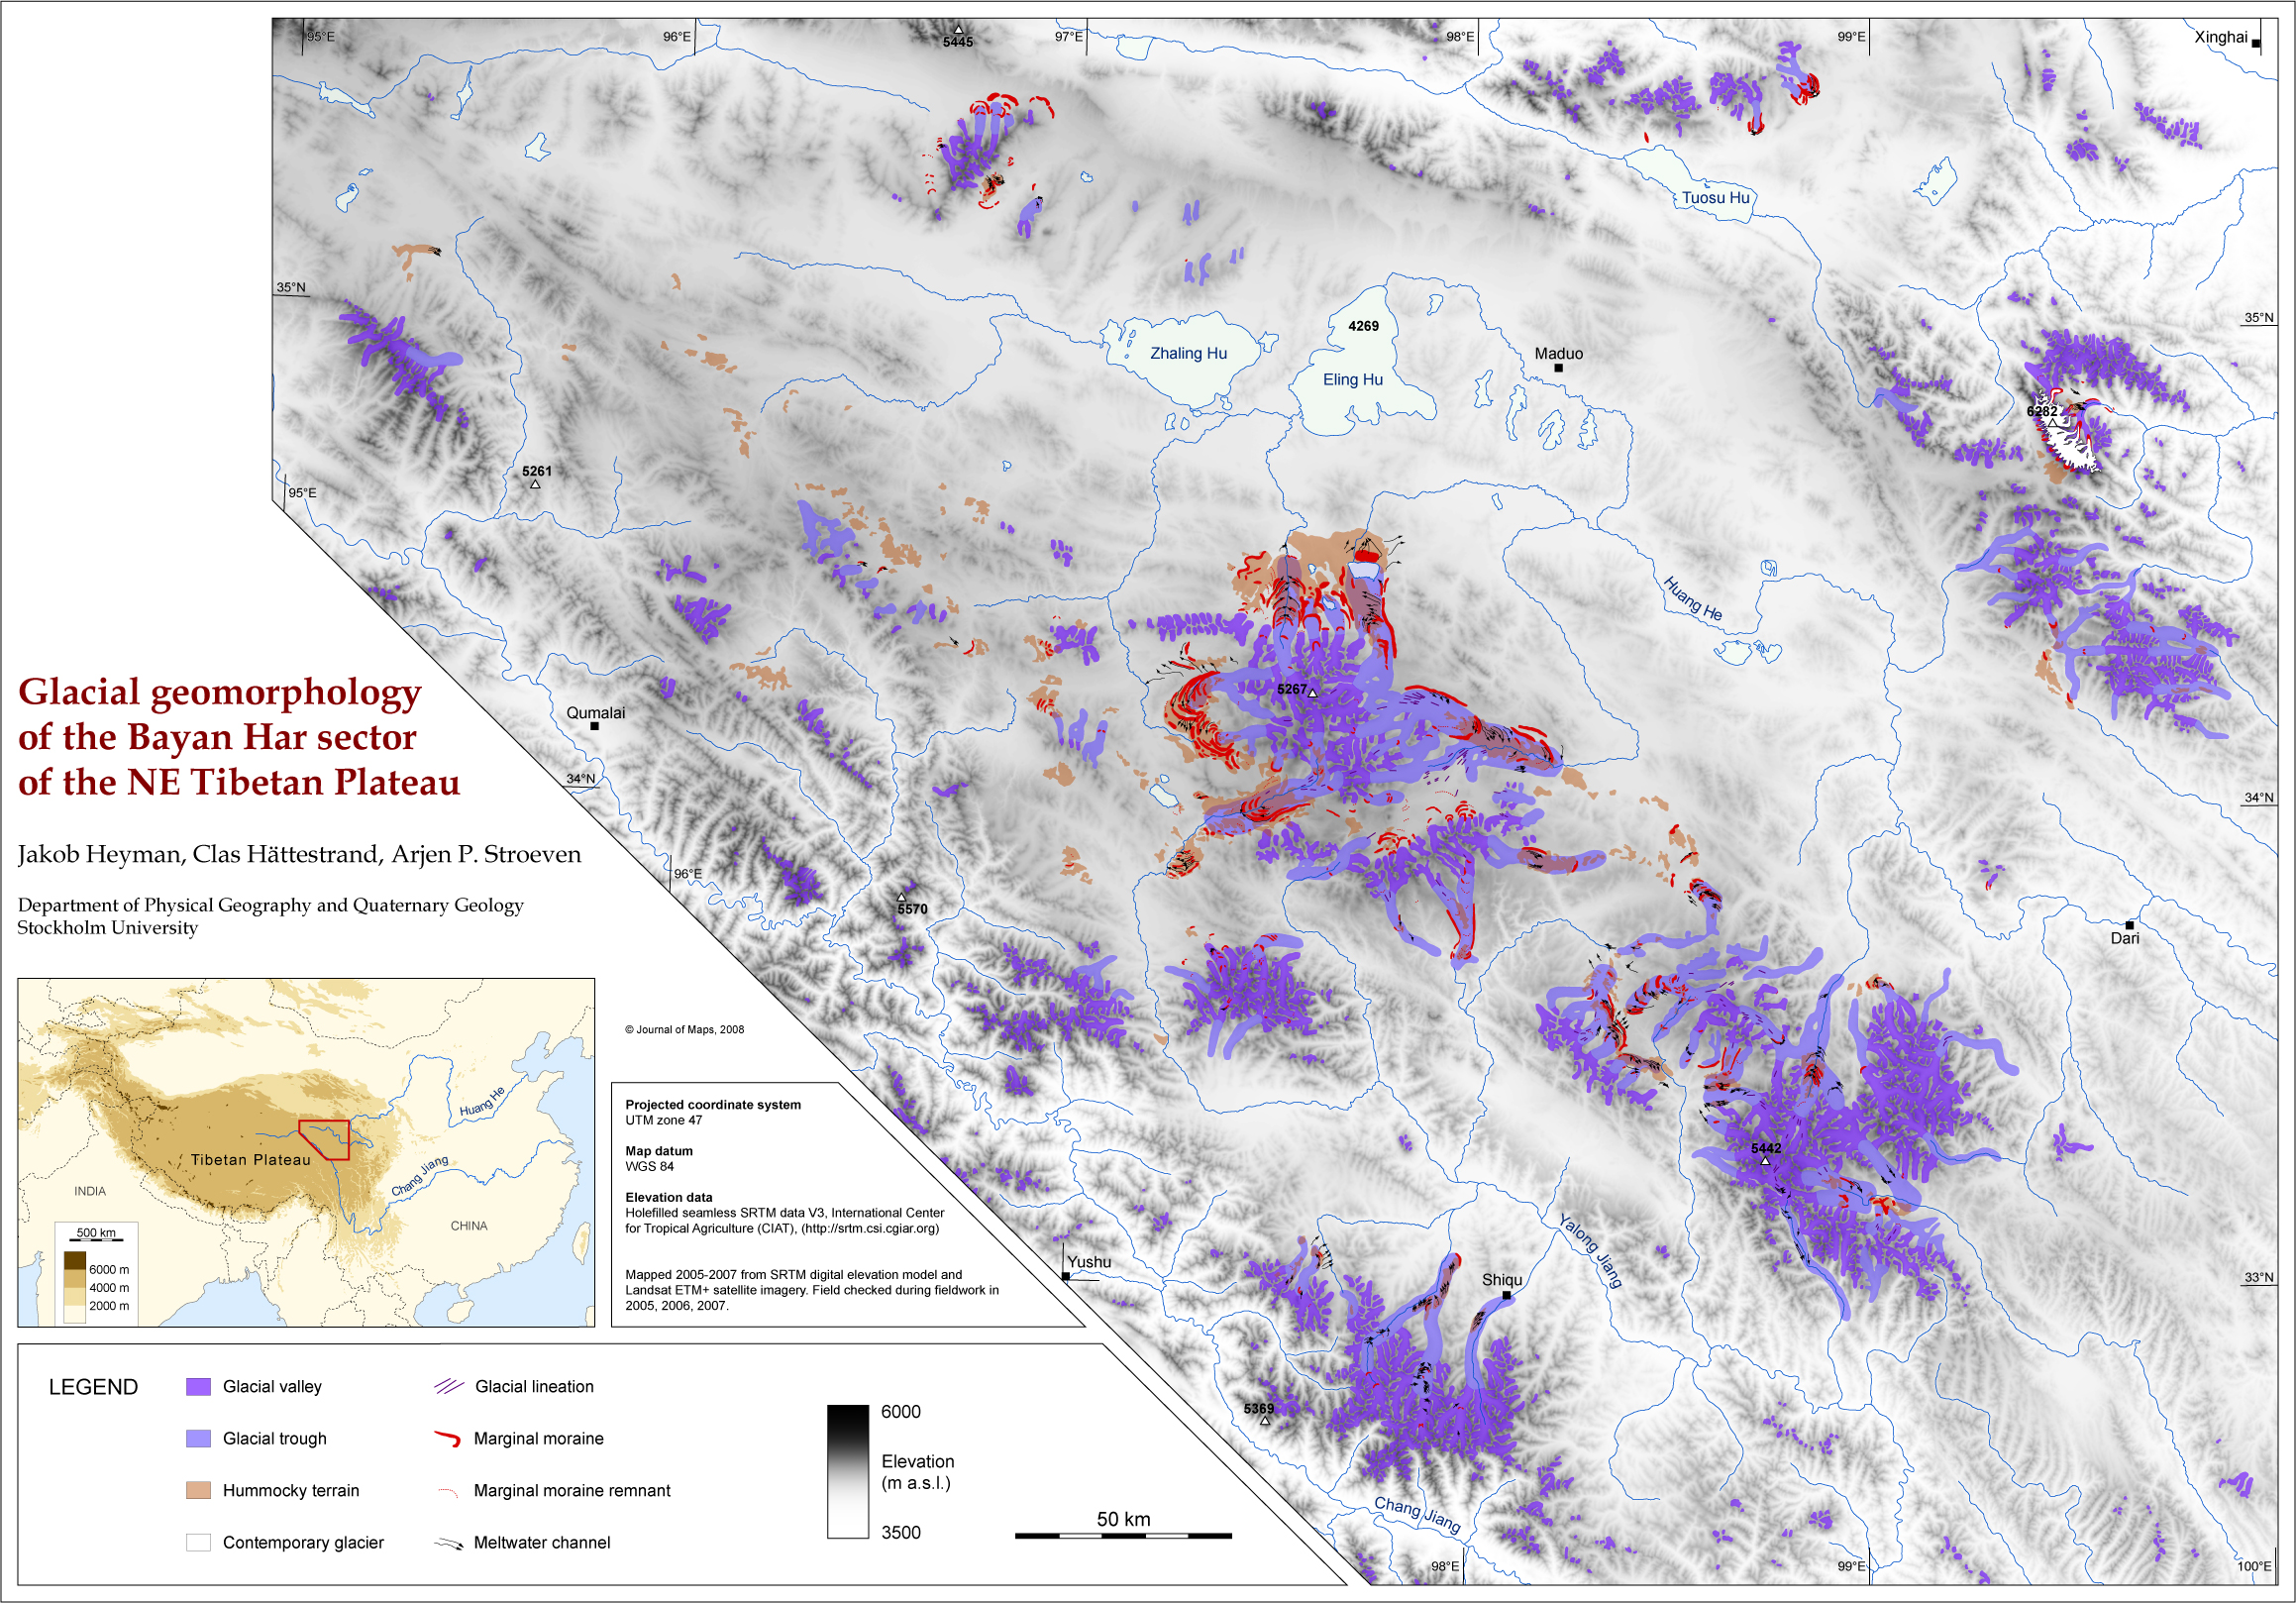 95°E
96°E
5445
97°E
98°E
99°E
Xinghai
Tuosu Hu
35°N
4269
35°N
Zhaling Hu
Maduo
Eling Hu
6282
5261
95°E
Huang He
Glacial geomorphology
of the Bayan Har sector
of the NE Tibetan Plateau
5267
Qumalai
34°N
34°N
Jakob Heyman, Clas Hättestrand, Arjen P. Stroeven
96°E
Department of Physical Geography and Quaternary Geology
Stockholm University
5570
Dari
© Journal of Maps, 2008
Huang He
Tibetan Plateau
Chang Jiang
INDIA
CHINA
500 km
6000 m
4000 m
2000 m
Projected coordinate system
UTM zone 47
Map datum
WGS 84
Elevation data
Holefilled seamless SRTM data V3, International Center
for Tropical Agriculture (CIAT), (http://srtm.csi.cgiar.org)
Mapped 2005-2007 from SRTM digital elevation model and
Landsat ETM+ satellite imagery. Field checked during fieldwork in
2005, 2006, 2007.
5442
Yalong Jiang
Yushu
Shiqu
33°N
5369
Chang Jiang
98°E
99°E
100°E
LEGEND
Glacial valley
Glacial trough
Hummocky terrain
Contemporary glacier
Glacial lineation
Marginal moraine
Marginal moraine remnant
Meltwater channel
6000
Elevation
(m a.s.l.)
3500
50 km